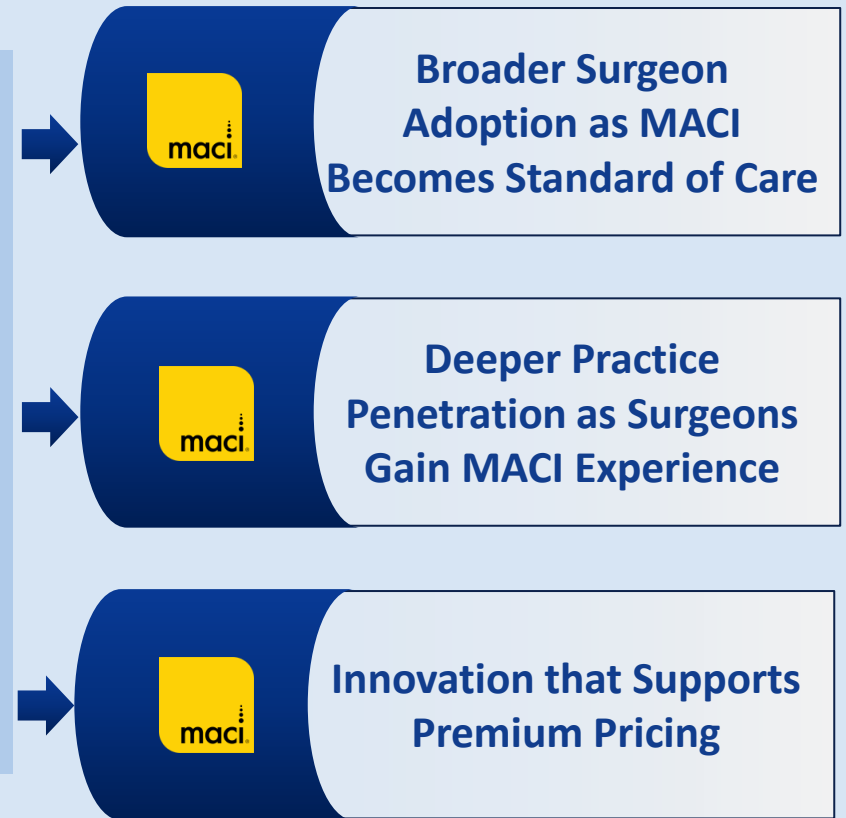 maci.
Broader Surgeon
Adoption as MACI
Becomes Standard of Care
maci.
Deeper Practice
Penetration as Surgeons
Gain MACI Experience
maci.
Innovation that Supports
Premium Pricing